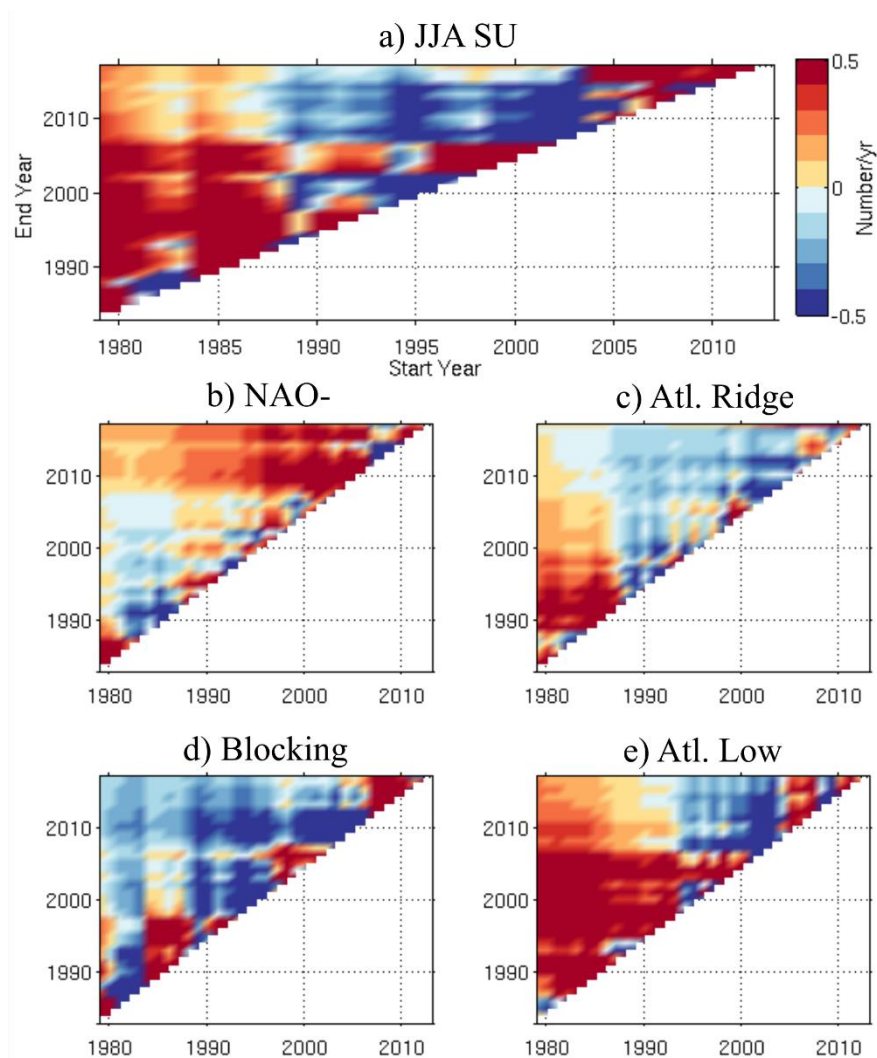 a) JJA SU
End Year
2010
2000
1990
1980 1985 1990 1995 2000 2005 2010
Start Year
0.5
0
-0.5
Number/yr
b) NAO-
2010
2000
1990
1980 1990 2000 2010
c) Atl. Ridge
2010
2000
1990
1980 1990 2000 2010
d) Blocking
2010
2000
1990
1980 1990 2000 2010
e) Atl. Low
2010
2000
1990
1980 1990 2000 2010